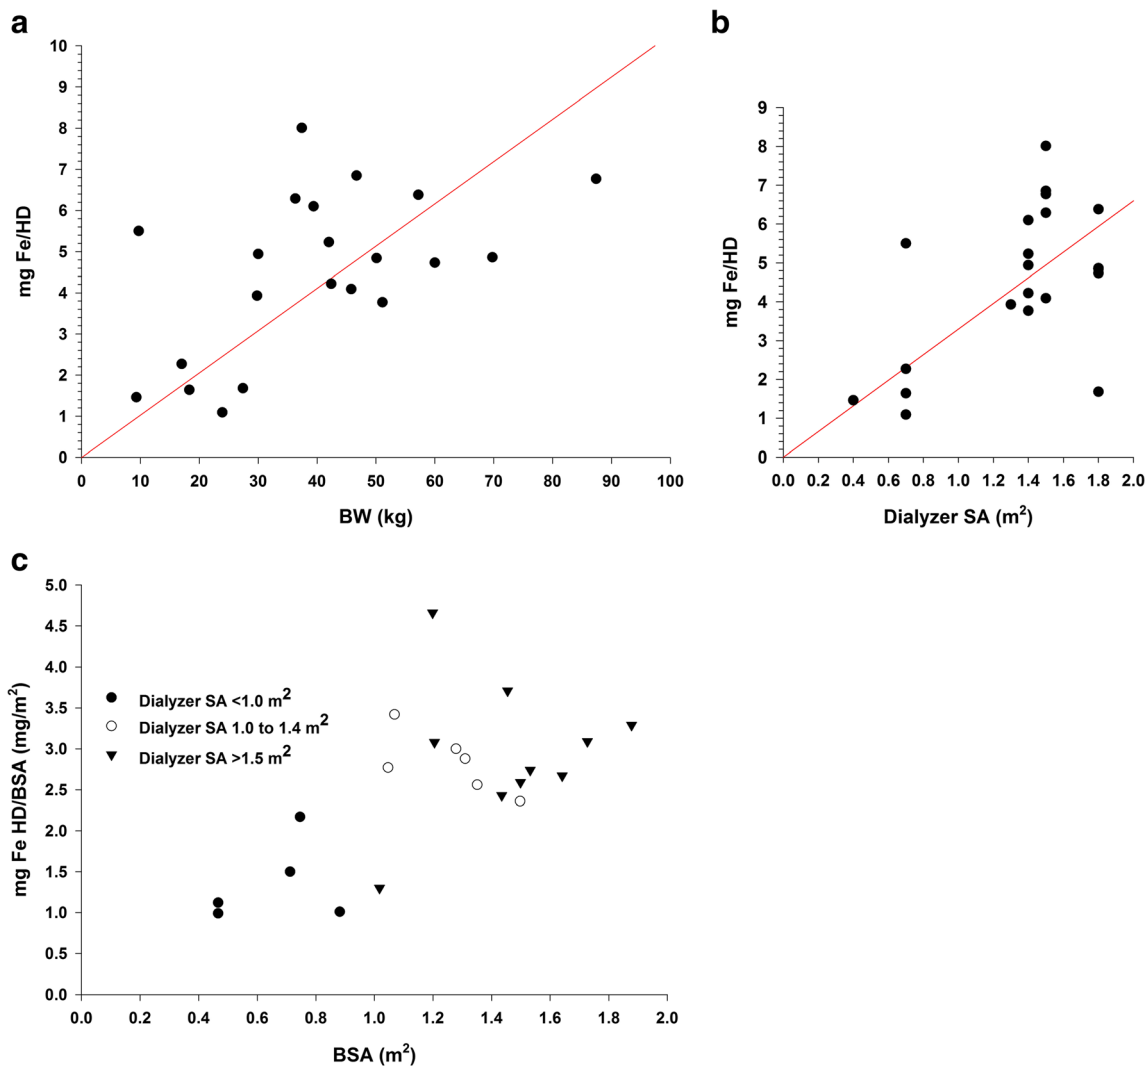 a
10
9
8
7
6
5
4
3
2
1
0
mg Fe/HD
0 10 20 30 40 50 60 70 80 90 100
BW (kg)
b
9
8
7
6
5
4
3
2
1
0
mg Fe/HD
0.0 0.2 0.4 0.6 0.8 1.0 1.2 1.4 1.6 1.8 2.0
Dialyzer SA (m²)
c
5.0
4.5
4.0
3.5
3.0
2.5
2.0
1.5
1.0
0.5
0.0
mg Fe HD/BSA (mg/m²)
Dialyzer SA <1.0 m²
Dialyzer SA 1.0 to 1.4 m²
Dialyzer SA >1.5 m²
0.0 0.2 0.4 0.6 0.8 1.0 1.2 1.4 1.6 1.8 2.0
BSA (m²)